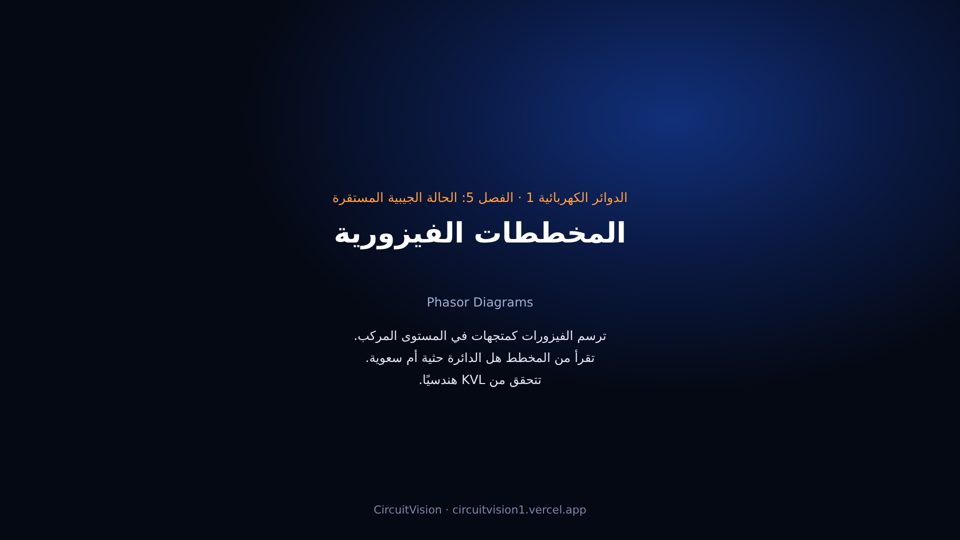 الدوائر الكهربائية 1 · الفصل 5: الحالة الجيبية المستقرة
المخططات الفيزورية
Phasor Diagrams
ترسم الفيزورات كمتجهات في المستوى المركب.
تقرأ من المخطط هل الدائرة حثية أم سعوية.
تتحقق من KVL هندسيًا.
CircuitVision · circuitvision1.vercel.app